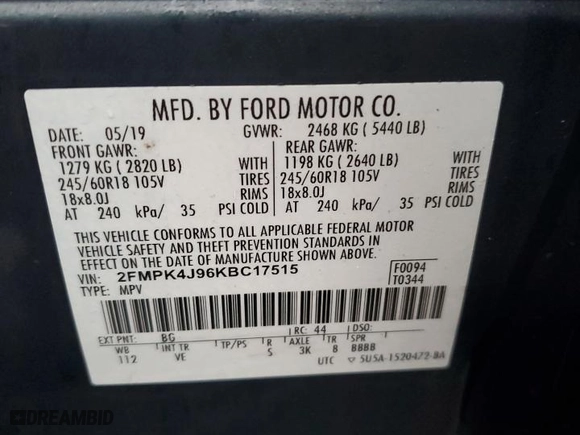 MFD. BY FORD MOTOR CO.
DATE: 05/19 GVWR: 2468 KG ( 5440 LB)
FRONT GAWR: REAR GAWR:
1279 KG ( 2820 LB) WITH 1198 KG ( 2640 LB) WITH
245/60R18 105V TIRES 245/60R18 105V TIRES
18x8.0J RIMS 18x8.0J RIMS
AT 240 kPa/ 35 PSI COLD AT 240 kPa/ 35 PSI COLD
THIS VEHICLE CONFORMS TO ALL APPLICABLE FEDERAL MOTOR
VEHICLE SAFETY AND THEFT PREVENTION STANDARDS IN
EFFECT ON THE DATE OF MANUFACTURE SHOWN ABOVE.
VIN: 2FMPK4J96KBC17515 F0094
TYPE: MPV T0344
EXT PNT: BG RC: 44 DSO:
WB INT TR TP/PS R AXLE TR SPR
112 VE S 3K 8 BBBB
UTC 5U5A-1520472-BA
DREAMBID